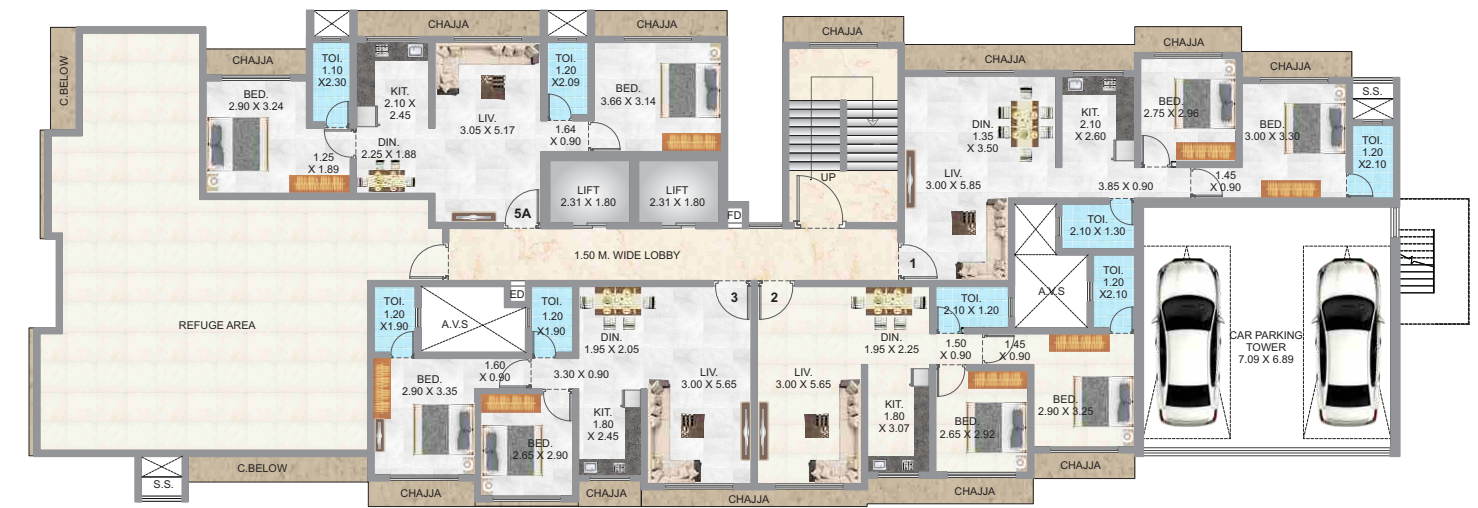 CHAJJA
CHAJJA
CHAJJA
CHAJJA
CHAJJA
CHAJJA
CHAJJA
CHAJJA
C.BELOW
TOI.
1.10
X2.30
KIT.
2.10 X
2.45
LIV.
3.05 X 5.17
TOI.
1.20
X2.09
BED.
3.66 X 3.14
BED.
2.90 X 3.24
1.25
X 1.89
DIN.
2.25 X 1.88
1.64
X 0.90
LIFT
2.31 X 1.80
LIFT
2.31 X 1.80
5A
FD
UP
DIN.
1.35
X 3.50
LIV.
3.00 X 5.85
KIT.
2.10
X 2.60
BED.
2.75 X 2.96
BED.
3.00 X 3.30
S.S.
TOI.
1.20
X2.10
3.85 X 0.90
1.45
X 0.90
TOI.
2.10 X 1.30
1.50 M. WIDE LOBBY
1
A.V.S
TOI.
1.20
X2.10
REFUGE AREA
TOI.
1.20
X1.90
A.V.S
ED
TOI.
1.20
X1.90
3
2
DIN.
1.95 X 2.05
DIN.
1.95 X 2.25
TOI.
2.10 X 1.20
1.50
X 0.90
1.45
X 0.90
CAR PARKING
TOWER
7.09 X 6.89
BED.
2.90 X 3.35
1.60
X 0.90
3.30 X 0.90
LIV.
3.00 X 5.65
LIV.
3.00 X 5.65
KIT.
1.80
X 2.45
KIT.
1.80
X 3.07
BED.
2.65 X 2.90
BED.
2.65 X 2.92
BED.
2.90 X 3.25
C.BELOW
S.S.
CHAJJA
CHAJJA
CHAJJA
CHAJJA
CHAJJA